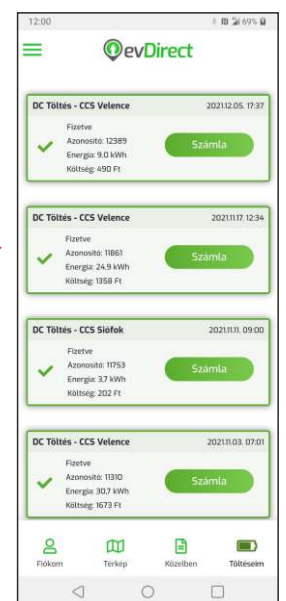 12:00 69%
evDirect
DC Töltés - CCS Velence 2021.12.05. 17:37
Fizetve
Azonosító: 12389
Energia: 9,0 kWh
Költség: 490 Ft
Számla
DC Töltés - CCS Velence 2021.11.17. 12:34
Fizetve
Azonosító: 11861
Energia: 24,9 kWh
Költség: 1358 Ft
Számla
DC Töltés - CCS Siófok 2021.11.11. 09:00
Fizetve
Azonosító: 11753
Energia: 3,7 kWh
Költség: 202 Ft
Számla
DC Töltés - CCS Velence 2021.11.03. 07:01
Fizetve
Azonosító: 11310
Energia: 30,7 kWh
Költség: 1673 Ft
Számla
Fiókom Térkép Közelben Töltéseim